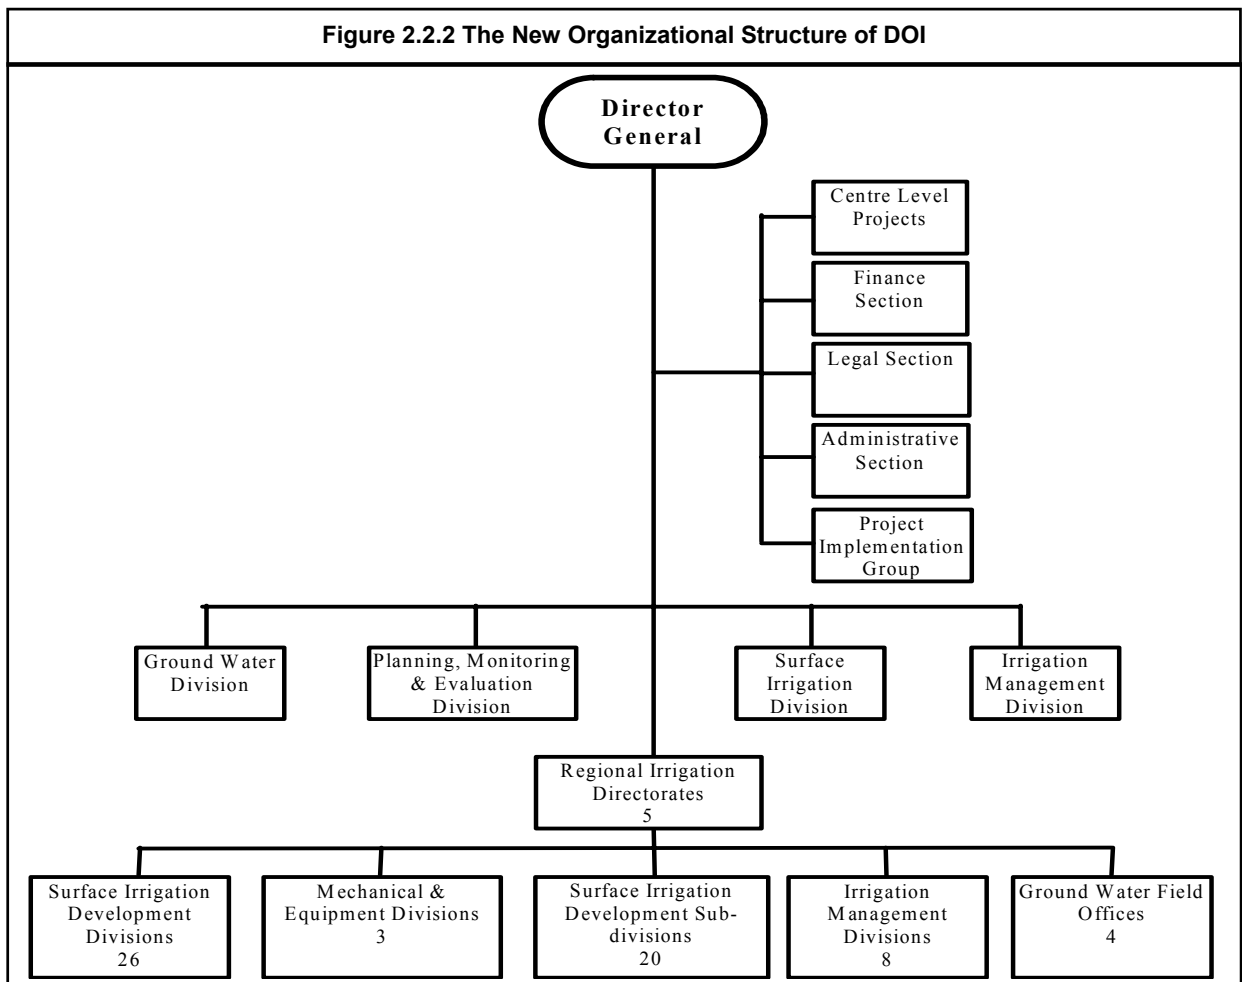 Figure 2.2.2 The New Organizational Structure of DOI
Director
General
Centre Level
Projects
Finance
Section
Legal Section
Administrative
Section
Project
Implementation
Group
Ground Water
Division
Planning, Monitoring
& Evaluation
Division
Surface
Irrigation
Division
Irrigation
Management
Division
Regional Irrigation
Directorates
5
Surface Irrigation
Development
Divisions
26
Mechanical &
Equipment Divisions
3
Surface Irrigation
Development Sub-
divisions
20
Irrigation
Management
Divisions
8
Ground Water Field
Offices
4